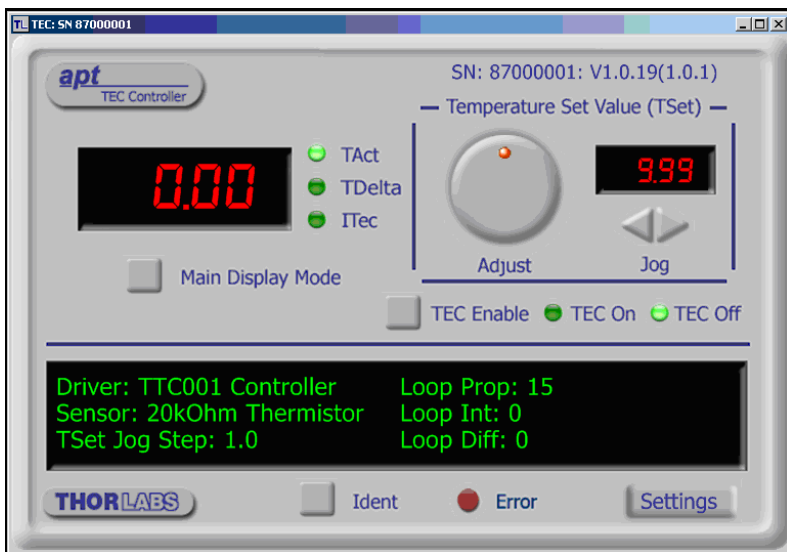 TL TEC: SN 87000001
apt
TEC Controller
SN: 87000001: V1.0.19(1.0.1)
Temperature Set Value (TSet)
0.00
TAct
TDelta
ITec
9.99
Adjust
Jog
Main Display Mode
TEC Enable TEC On TEC Off
Driver: TTC001 Controller Loop Prop: 15
Sensor: 20kOhm Thermistor Loop Int: 0
TSet Jog Step: 1.0 Loop Diff: 0
THORLABS Ident Error Settings